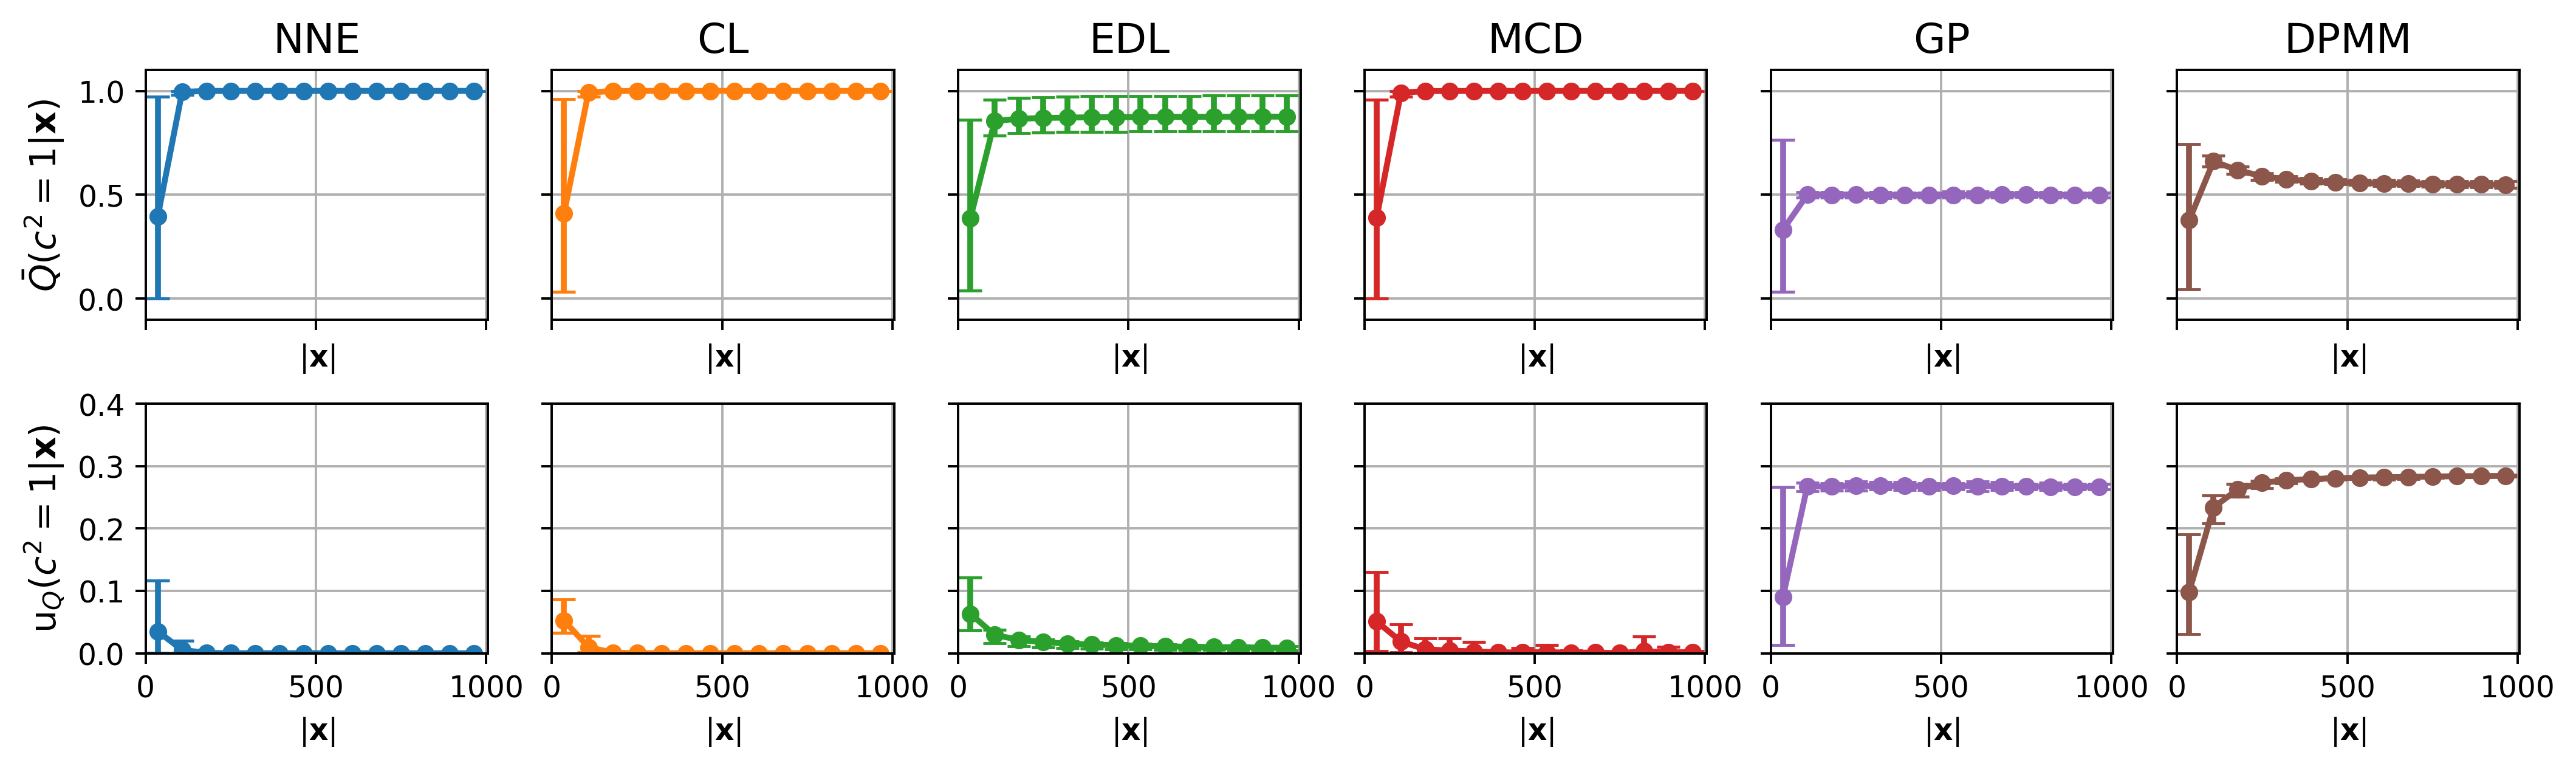 NNE CL EDL MCD GP DPMM
Q̄(c² = 1|x)
1.0
0.5
0.0
|x| |x| |x| |x| |x| |x|
u_Q(c² = 1|x)
0.4
0.3
0.2
0.1
0.0
0 500 1000 0 500 1000 0 500 1000 0 500 1000 0 500 1000 0 500 1000
|x| |x| |x| |x| |x| |x|